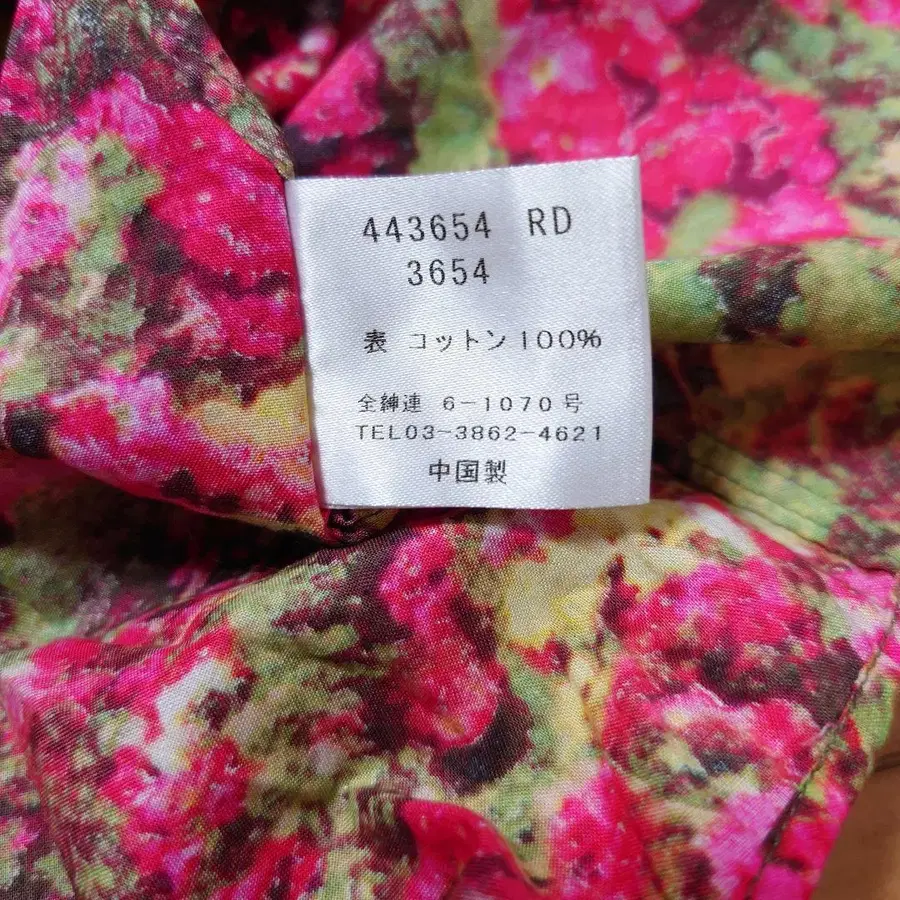 443654 RD
3654
表 コットン100%
全紳連 6-1070号
TEL03-3862-4621
中国製